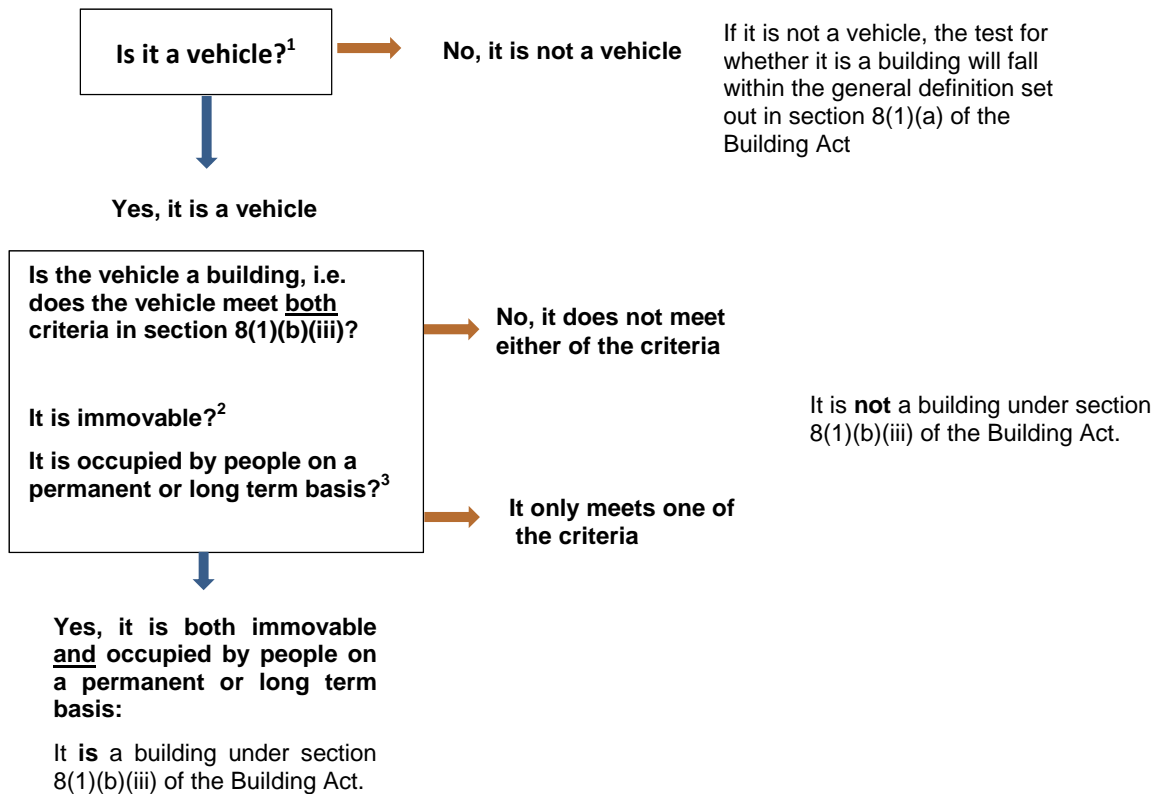 Is it a vehicle?1
No, it is not a vehicle
If it is not a vehicle, the test for
whether it is a building will fall
within the general definition set
out in section 8(1)(a) of the
Building Act
Yes, it is a vehicle
Is the vehicle a building, i.e.
does the vehicle meet both
criteria in section 8(1)(b)(iii)?
No, it does not meet
either of the criteria
It is immovable?2
It is occupied by people on a
permanent or long term basis?3
It is not a building under section
8(1)(b)(iii) of the Building Act.
It only meets one of
the criteria
Yes, it is both immovable
and occupied by people on
a permanent or long term
basis:
It is a building under section
8(1)(b)(iii) of the Building Act.